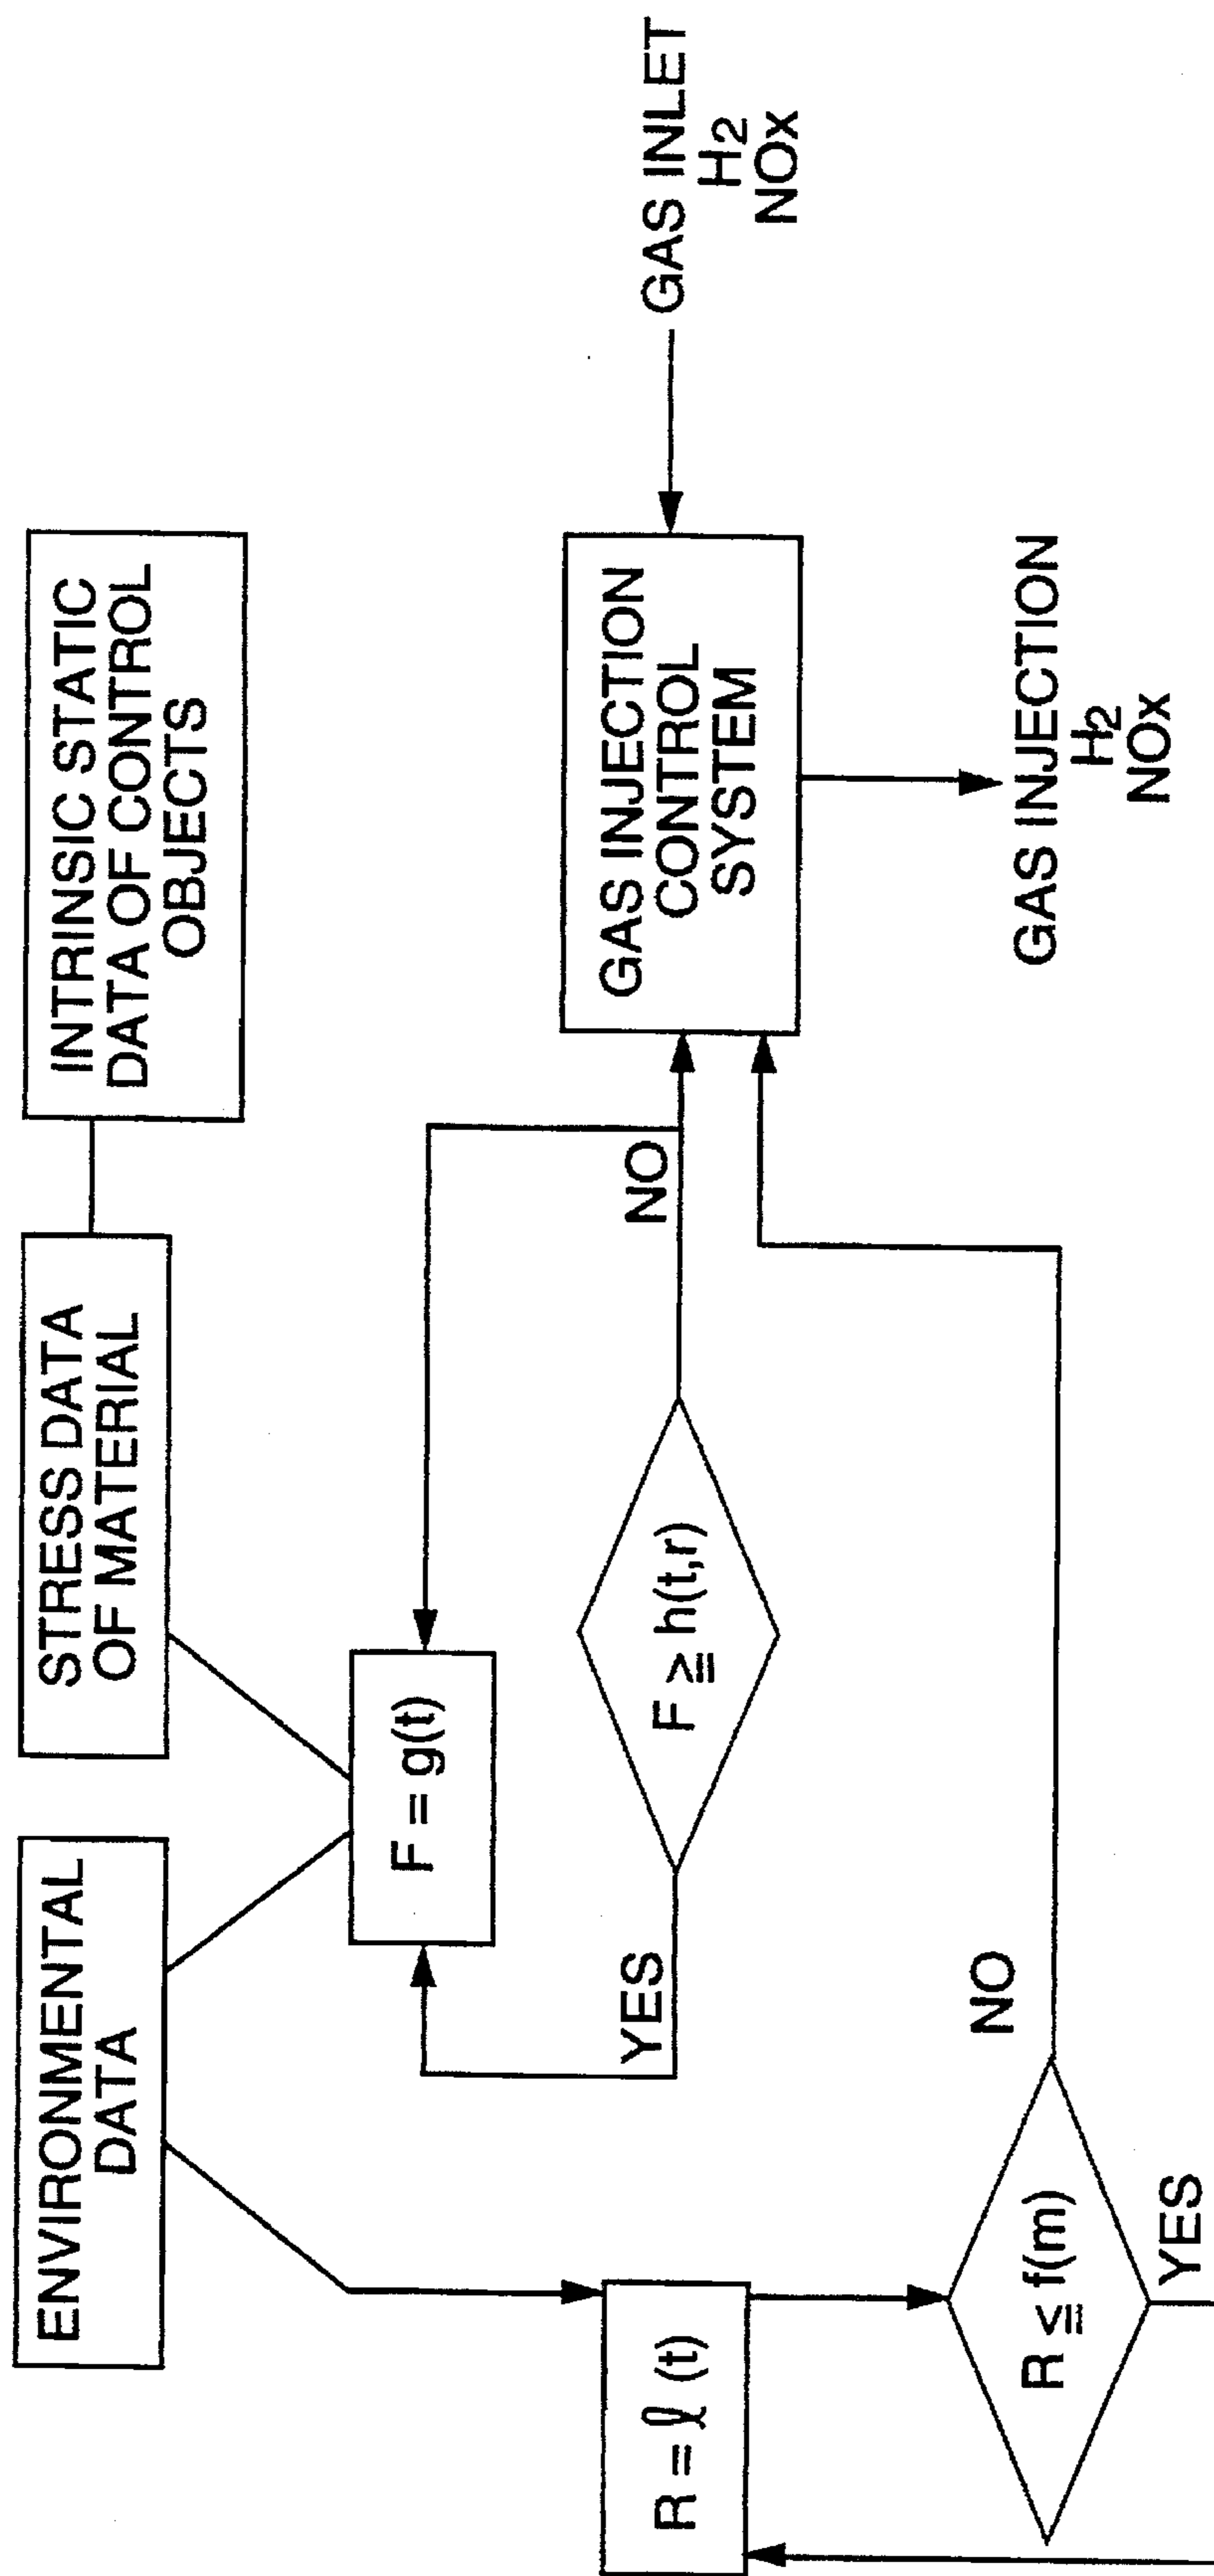 ENVIRONMENTAL
DATA
STRESS DATA
OF MATERIAL
INTRINSIC STATIC
DATA OF CONTROL
OBJECTS
F = g(t)
YES
F ≧ h(t,r)
NO
R = ℓ (t)
R ≦ f(m)
NO
YES
GAS INJECTION
CONTROL
SYSTEM
GAS INLET
H2
NOx
GAS INJECTION
H2
NOx